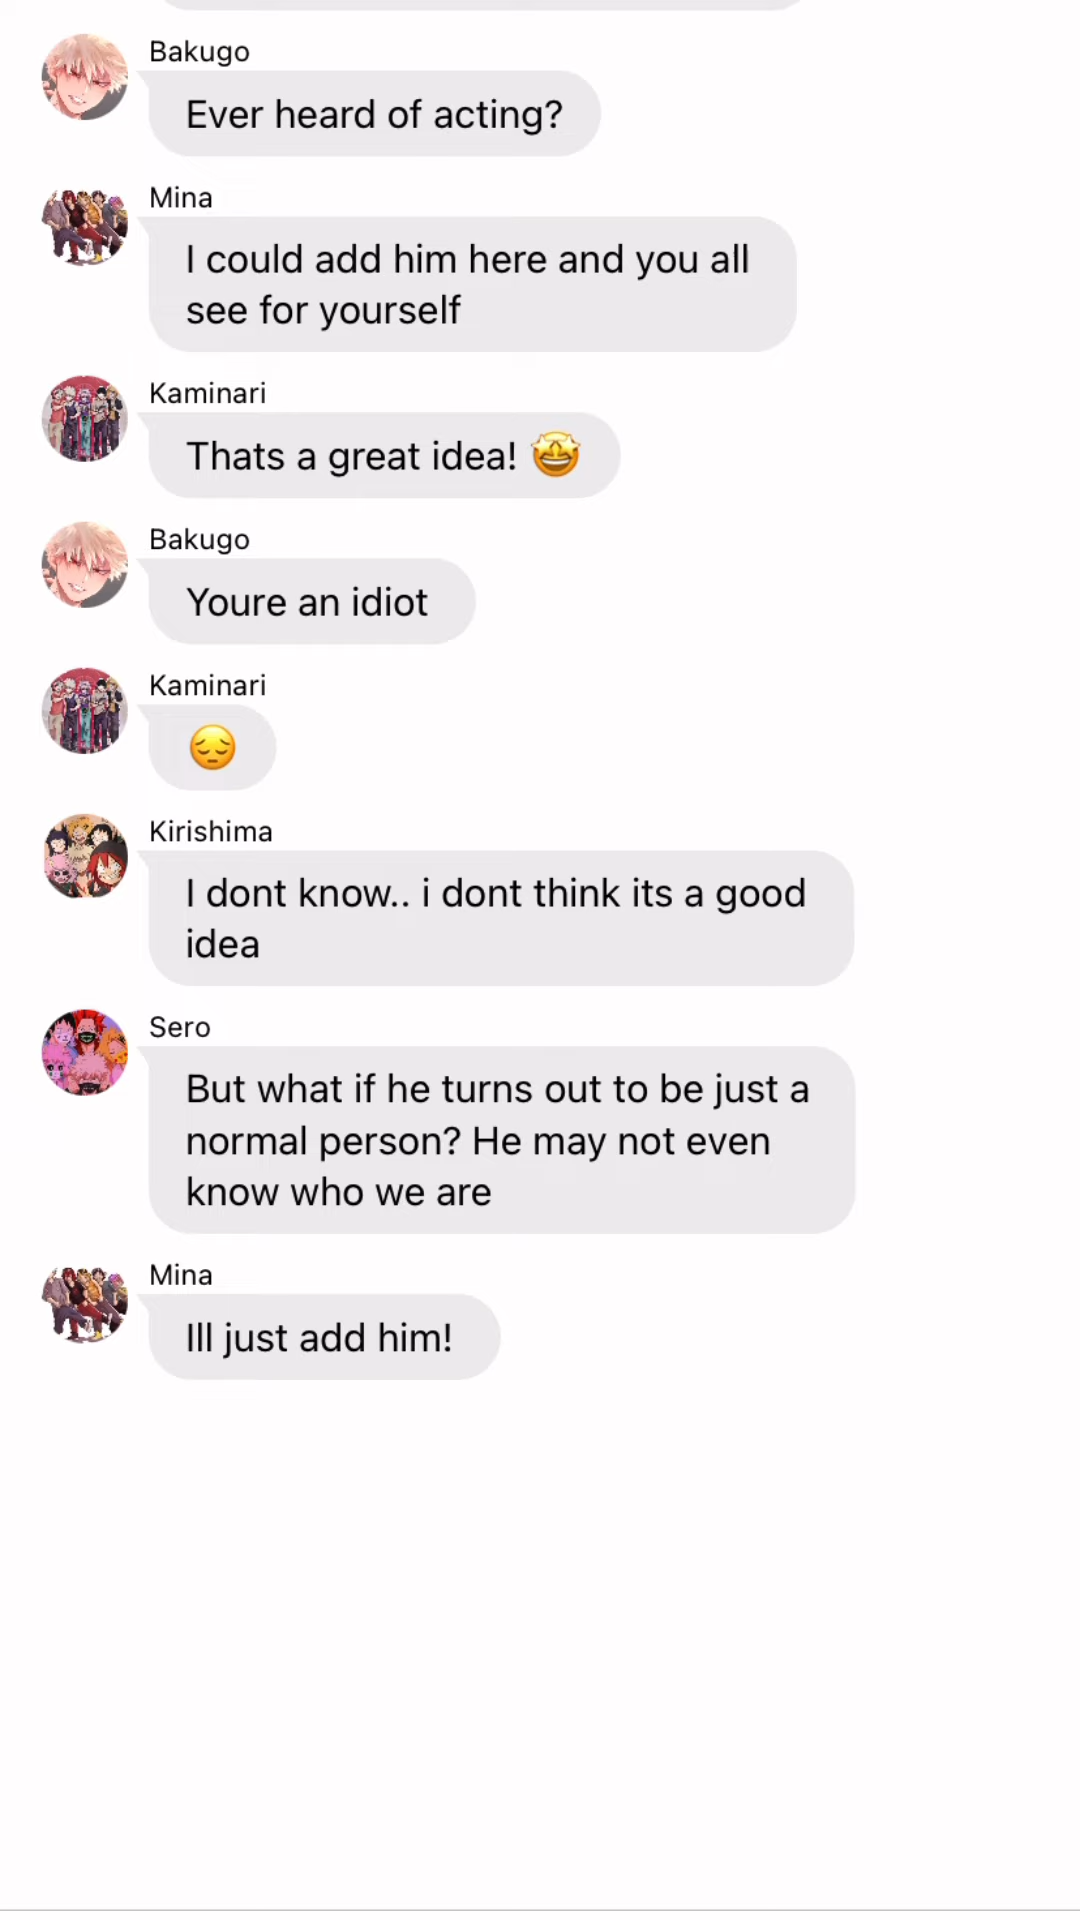 Bakugo
Ever heard of acting?
Mina
I could add him here and you all
see for yourself
Kaminari
Thats a great idea! 🤩
Bakugo
Youre an idiot
Kaminari
😔
Kirishima
I dont know.. i dont think its a good
idea
Sero
But what if he turns out to be just a
normal person? He may not even
know who we are
Mina
Ill just add him!